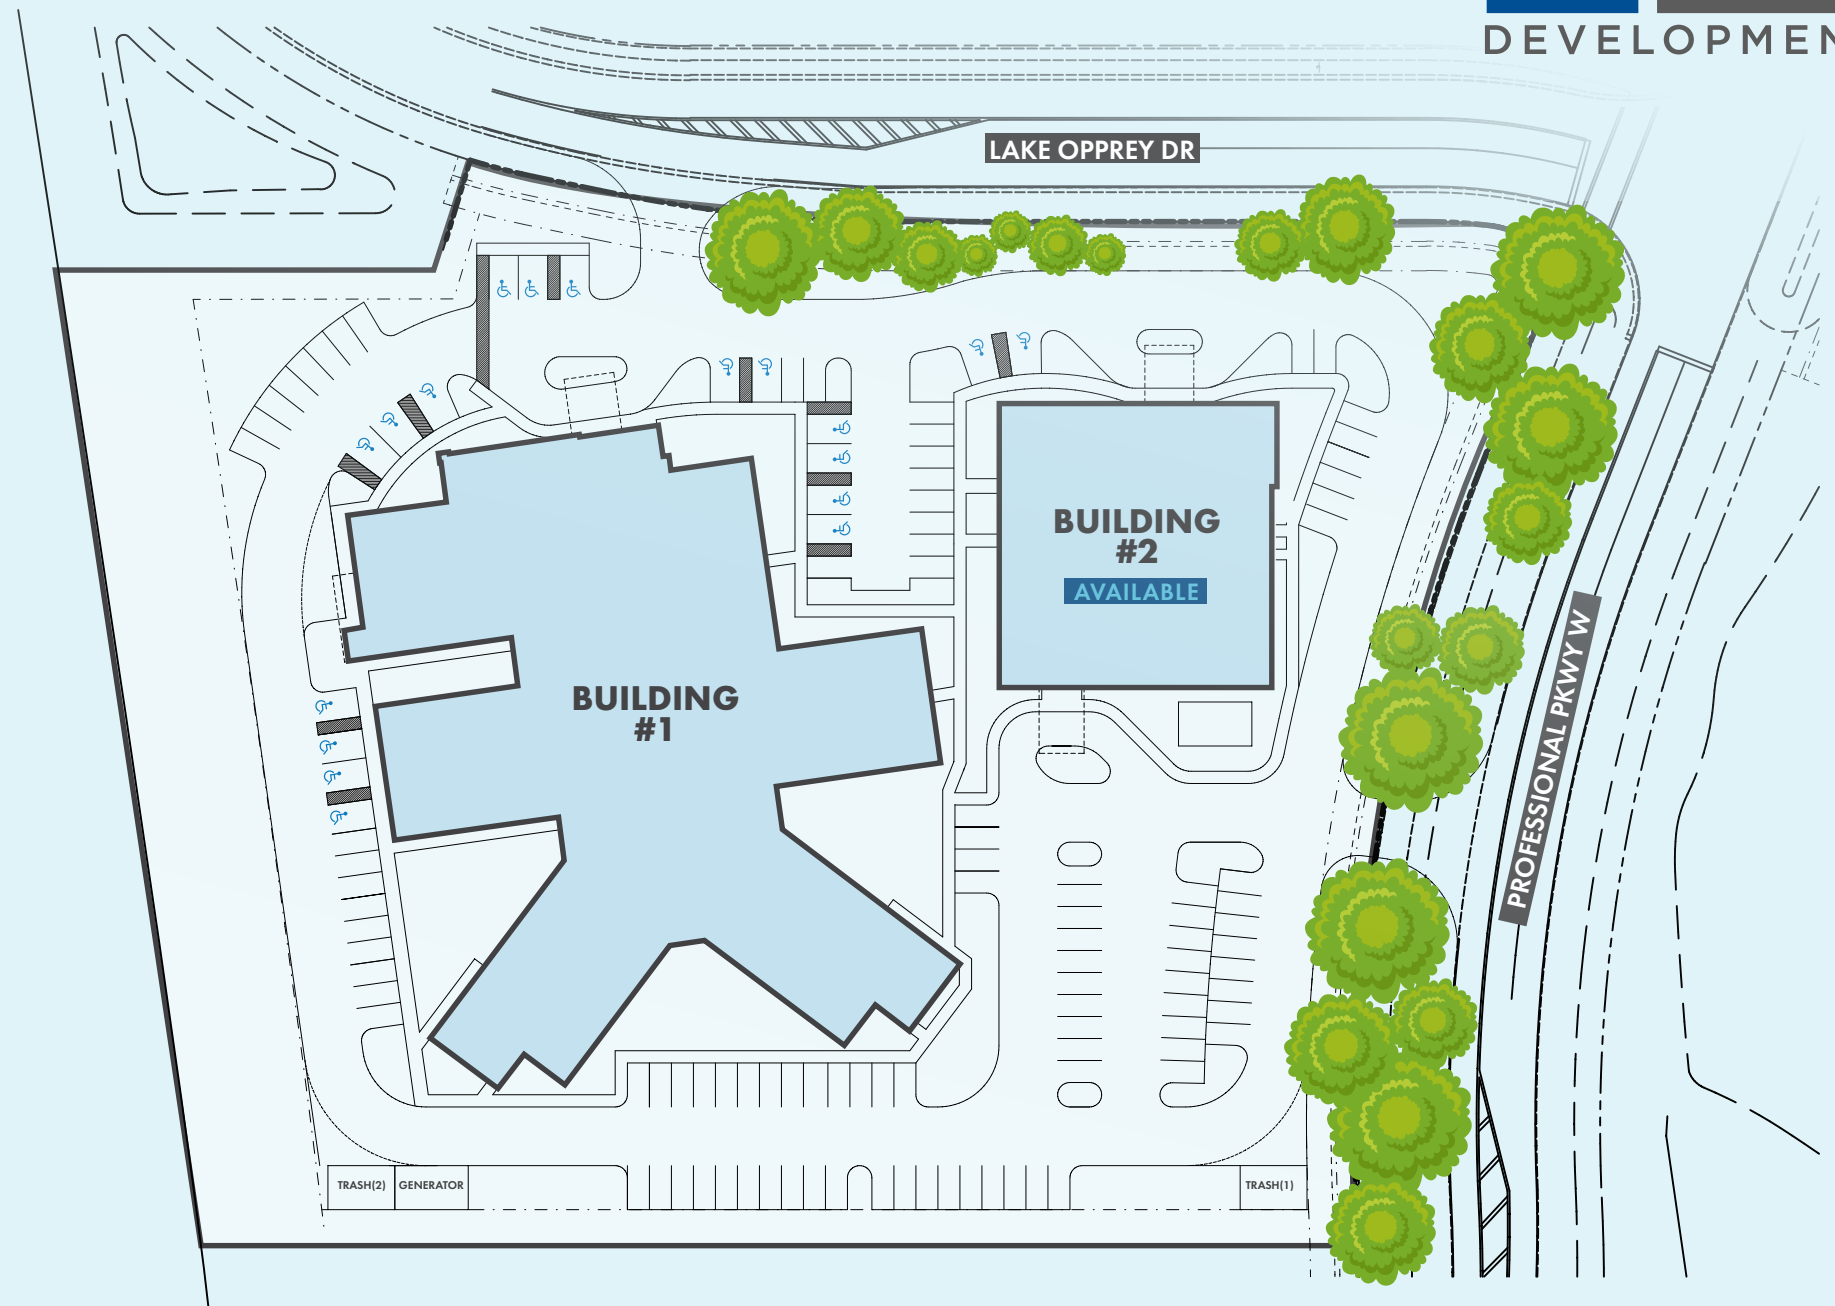 DEVELOPMEN
LAKE OPPREY DR
BUILDING
#2
AVAILABLE
PROFESSIONAL PKWY W
BUILDING
#1
TRASH(2)
GENERATOR
TRASH(1)